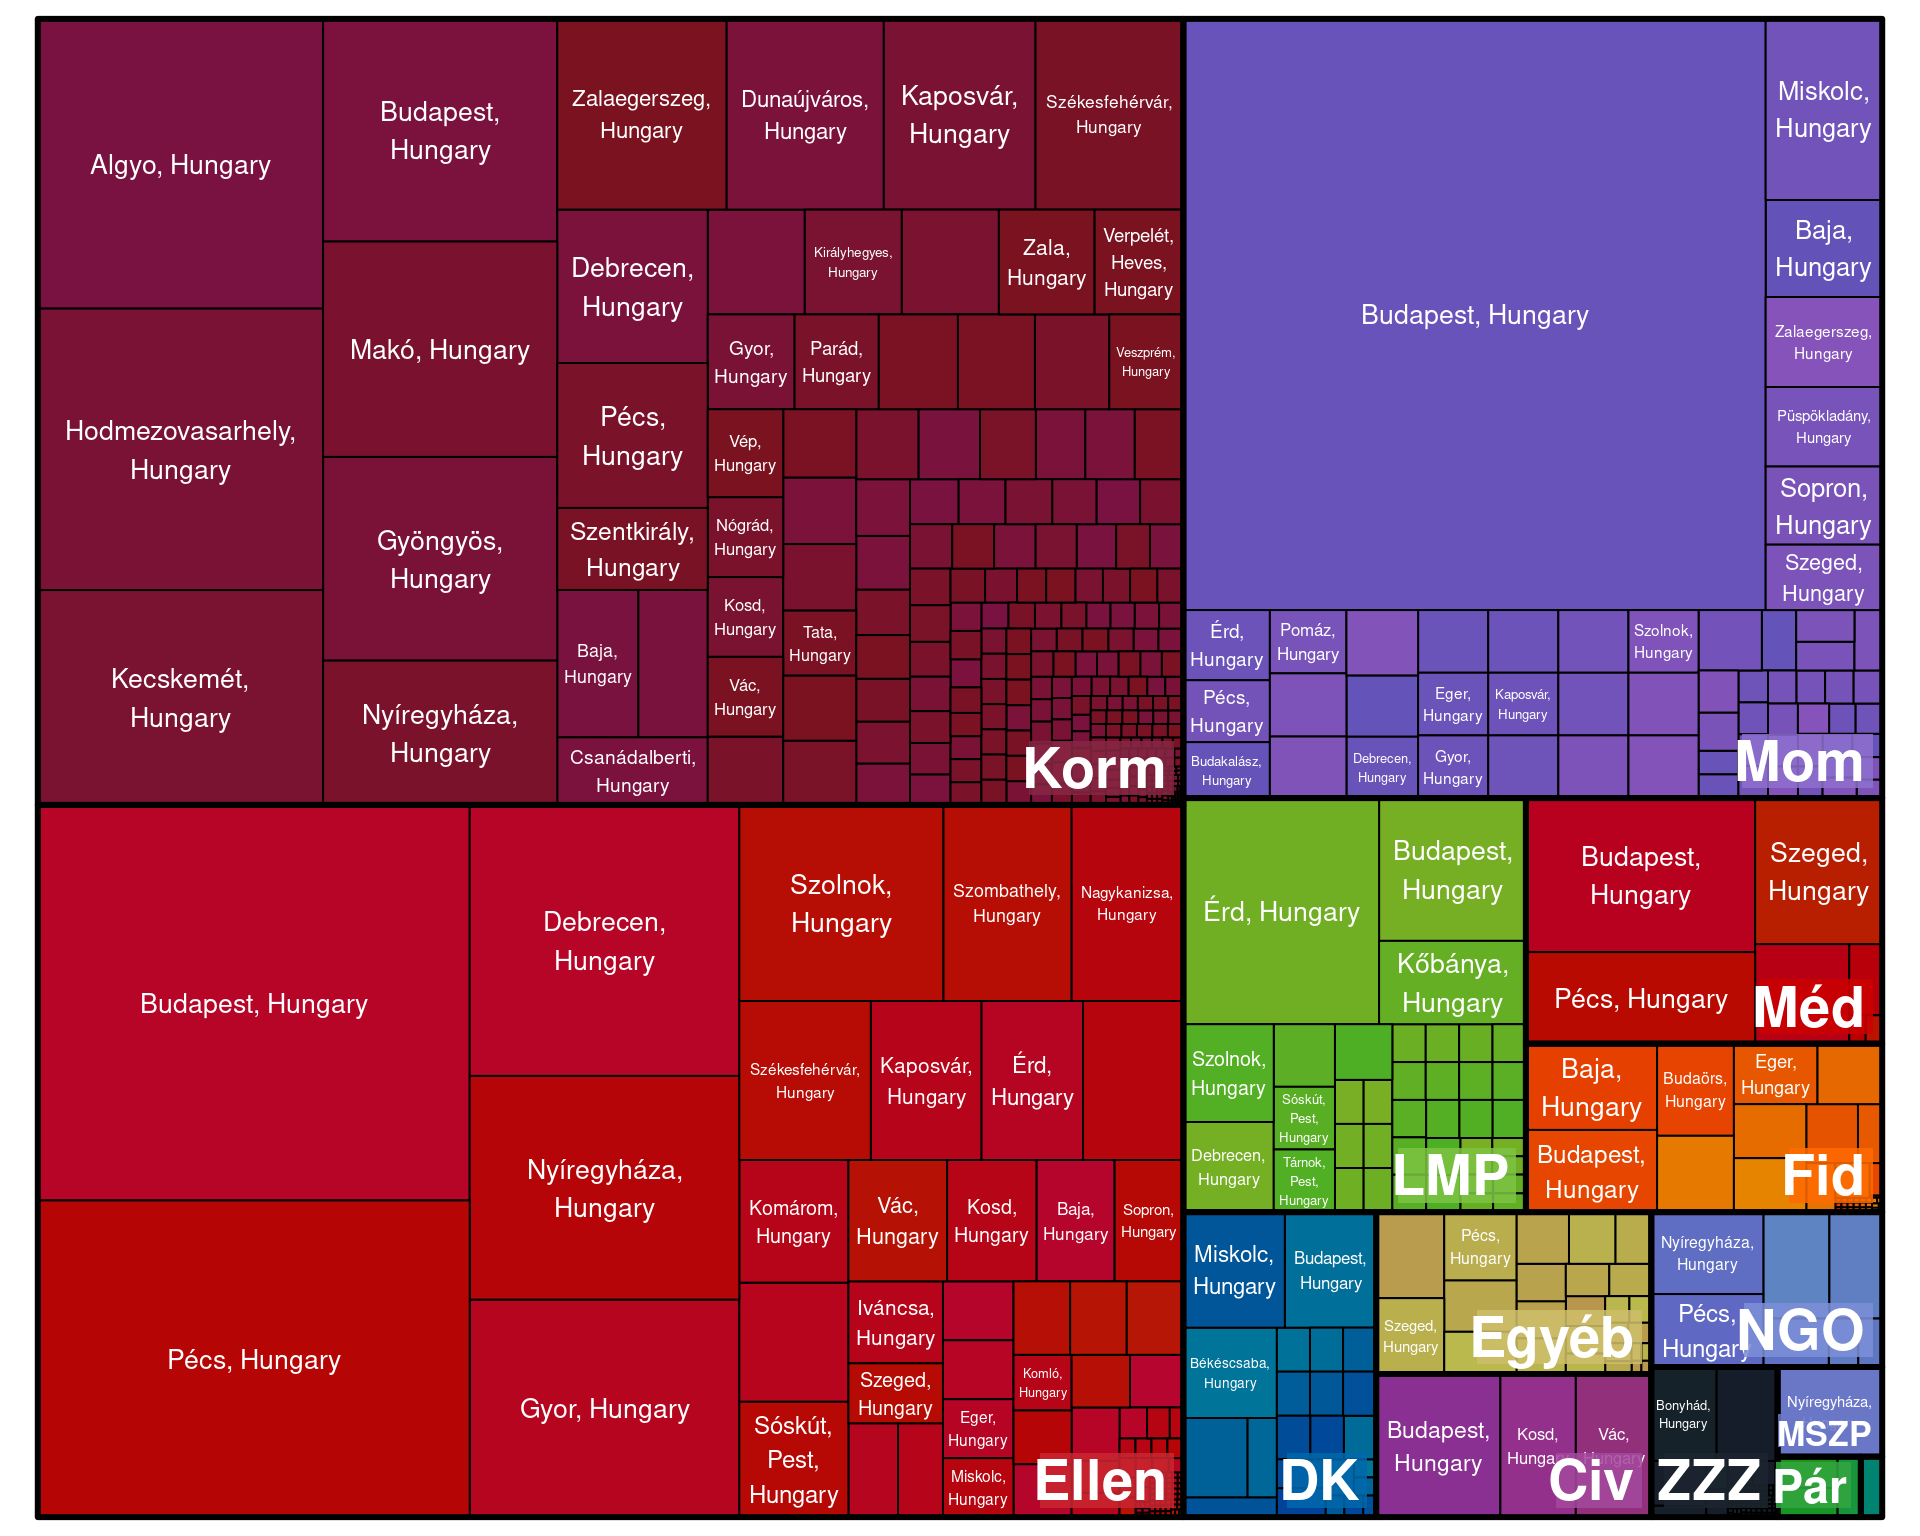 Algyo, Hungary
Hodmezovasarhely,
Hungary
Kecskemét,
Hungary
Budapest,
Hungary
Makó, Hungary
Gyöngyös,
Hungary
Nyíregyháza,
Hungary
Zalaegerszeg,
Hungary
Dunaújváros,
Hungary
Kaposvár,
Hungary
Székesfehérvár,
Hungary
Debrecen,
Hungary
Pécs,
Hungary
Szentkirály,
Hungary
Baja,
Hungary
Csanádalberti,
Hungary
Királyhegyes,
Hungary
Zala,
Hungary
Verpelét,
Heves,
Hungary
Gyor,
Hungary
Parád,
Hungary
Veszprém,
Hungary
Vép,
Hungary
Nógrád,
Hungary
Kosd,
Hungary
Vác,
Hungary
Tata,
Hungary
Korm
Budapest, Hungary
Miskolc,
Hungary
Baja,
Hungary
Zalaegerszeg,
Hungary
Püspökladány,
Hungary
Sopron,
Hungary
Szeged,
Hungary
Érd,
Hungary
Pécs,
Hungary
Budakalász,
Hungary
Pomáz,
Hungary
Debrecen,
Hungary
Eger,
Hungary
Gyor,
Hungary
Kaposvár,
Hungary
Szolnok,
Hungary
Mom
Budapest, Hungary
Pécs, Hungary
Debrecen,
Hungary
Nyíregyháza,
Hungary
Gyor, Hungary
Szolnok,
Hungary
Szombathely,
Hungary
Nagykanizsa,
Hungary
Székesfehérvár,
Hungary
Kaposvár,
Hungary
Érd,
Hungary
Komárom,
Hungary
Vác,
Hungary
Kosd,
Hungary
Baja,
Hungary
Sopron,
Hungary
Sóskút,
Pest,
Hungary
Iváncsa,
Hungary
Szeged,
Hungary
Eger,
Hungary
Miskolc,
Hungary
Komló,
Hungary
Ellen
Érd, Hungary
Budapest,
Hungary
Kőbánya,
Hungary
Szolnok,
Hungary
Debrecen,
Hungary
Sóskút,
Pest,
Hungary
Tárnok,
Pest,
Hungary
LMP
Budapest,
Hungary
Pécs, Hungary
Szeged,
Hungary
Méd
Baja,
Hungary
Budapest,
Hungary
Budaörs,
Hungary
Eger,
Hungary
Fid
Miskolc,
Hungary
Budapest,
Hungary
Békéscsaba,
Hungary
DK
Pécs,
Hungary
Szeged,
Hungary
Egyéb
Nyíregyháza,
Hungary
Pécs,
Hungary
NGO
Budapest,
Hungary
Kosd,
Hungary
Vác,
Hungary
Civ
Bonyhád,
Hungary
ZZZ
Nyíregyháza,
MSZP
Pár